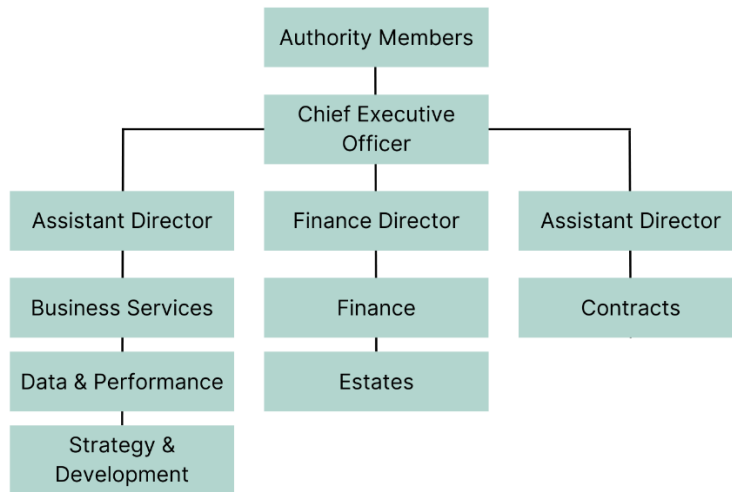 Authority Members
Chief Executive
Officer
Assistant Director
Finance Director
Assistant Director
Business Services
Finance
Contracts
Data & Performance
Estates
Strategy &
Development